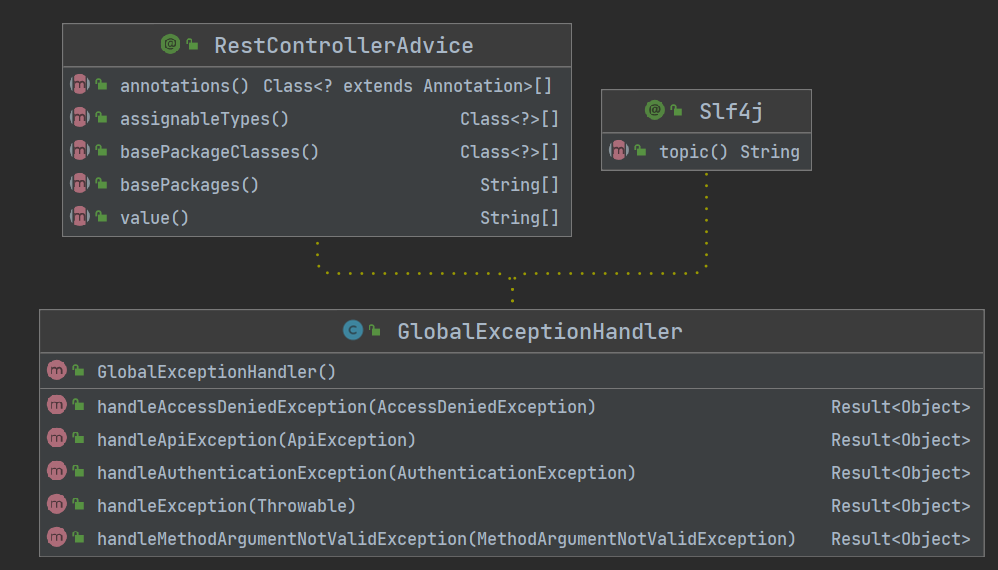 RestControllerAdvice
annotations() Class<? extends Annotation>[]
assignableTypes() Class<?>[]
basePackageClasses() Class<?>[]
basePackages() String[]
value() String[]
Slf4j
topic() String
GlobalExceptionHandler
GlobalExceptionHandler()
handleAccessDeniedException(AccessDeniedException) Result<Object>
handleApiException(ApiException) Result<Object>
handleAuthenticationException(AuthenticationException) Result<Object>
handleException(Throwable) Result<Object>
handleMethodArgumentNotValidException(MethodArgumentNotValidException) Result<Object>